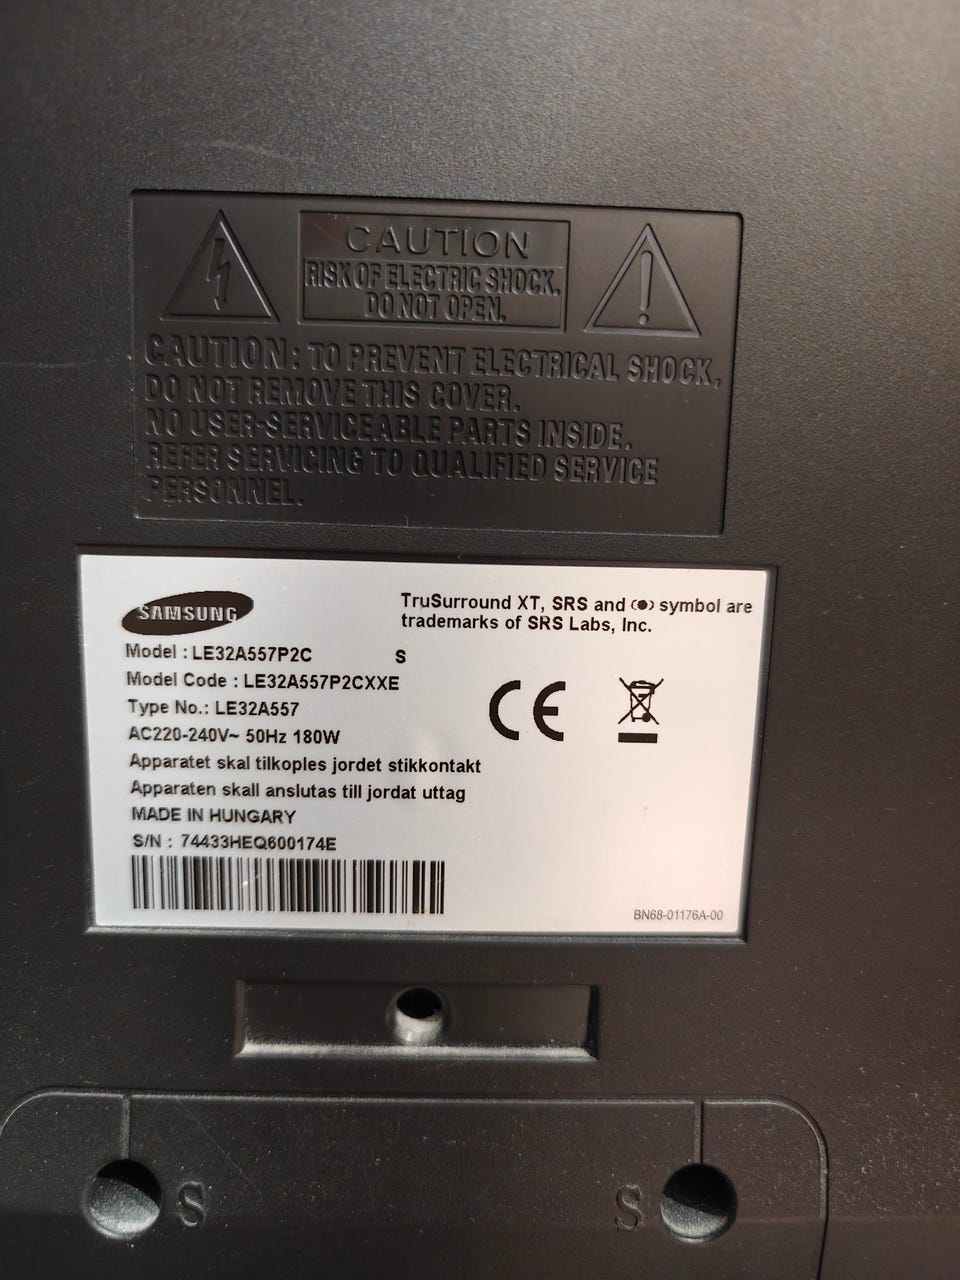 CAUTION
RISK OF ELECTRIC SHOCK.
DO NOT OPEN.
CAUTION : TO PREVENT ELECTRICAL SHOCK,
DO NOT REMOVE THIS COVER.
NO USER-SERVICEABLE PARTS INSIDE.
REFER SERVICING TO QUALIFIED SERVICE
PERSONNEL.
SAMSUNG
TruSurround XT, SRS and (●) symbol are
trademarks of SRS Labs, Inc.
Model : LE32A557P2C S
Model Code : LE32A557P2CXXE
Type No.: LE32A557
AC220-240V~ 50Hz 180W
Apparatet skal tilkoples jordet stikkontakt
Apparaten skall anslutas till jordat uttag
MADE IN HUNGARY
S/N : 74433HEQ600174E
CE
BN68-01176A-00
S S